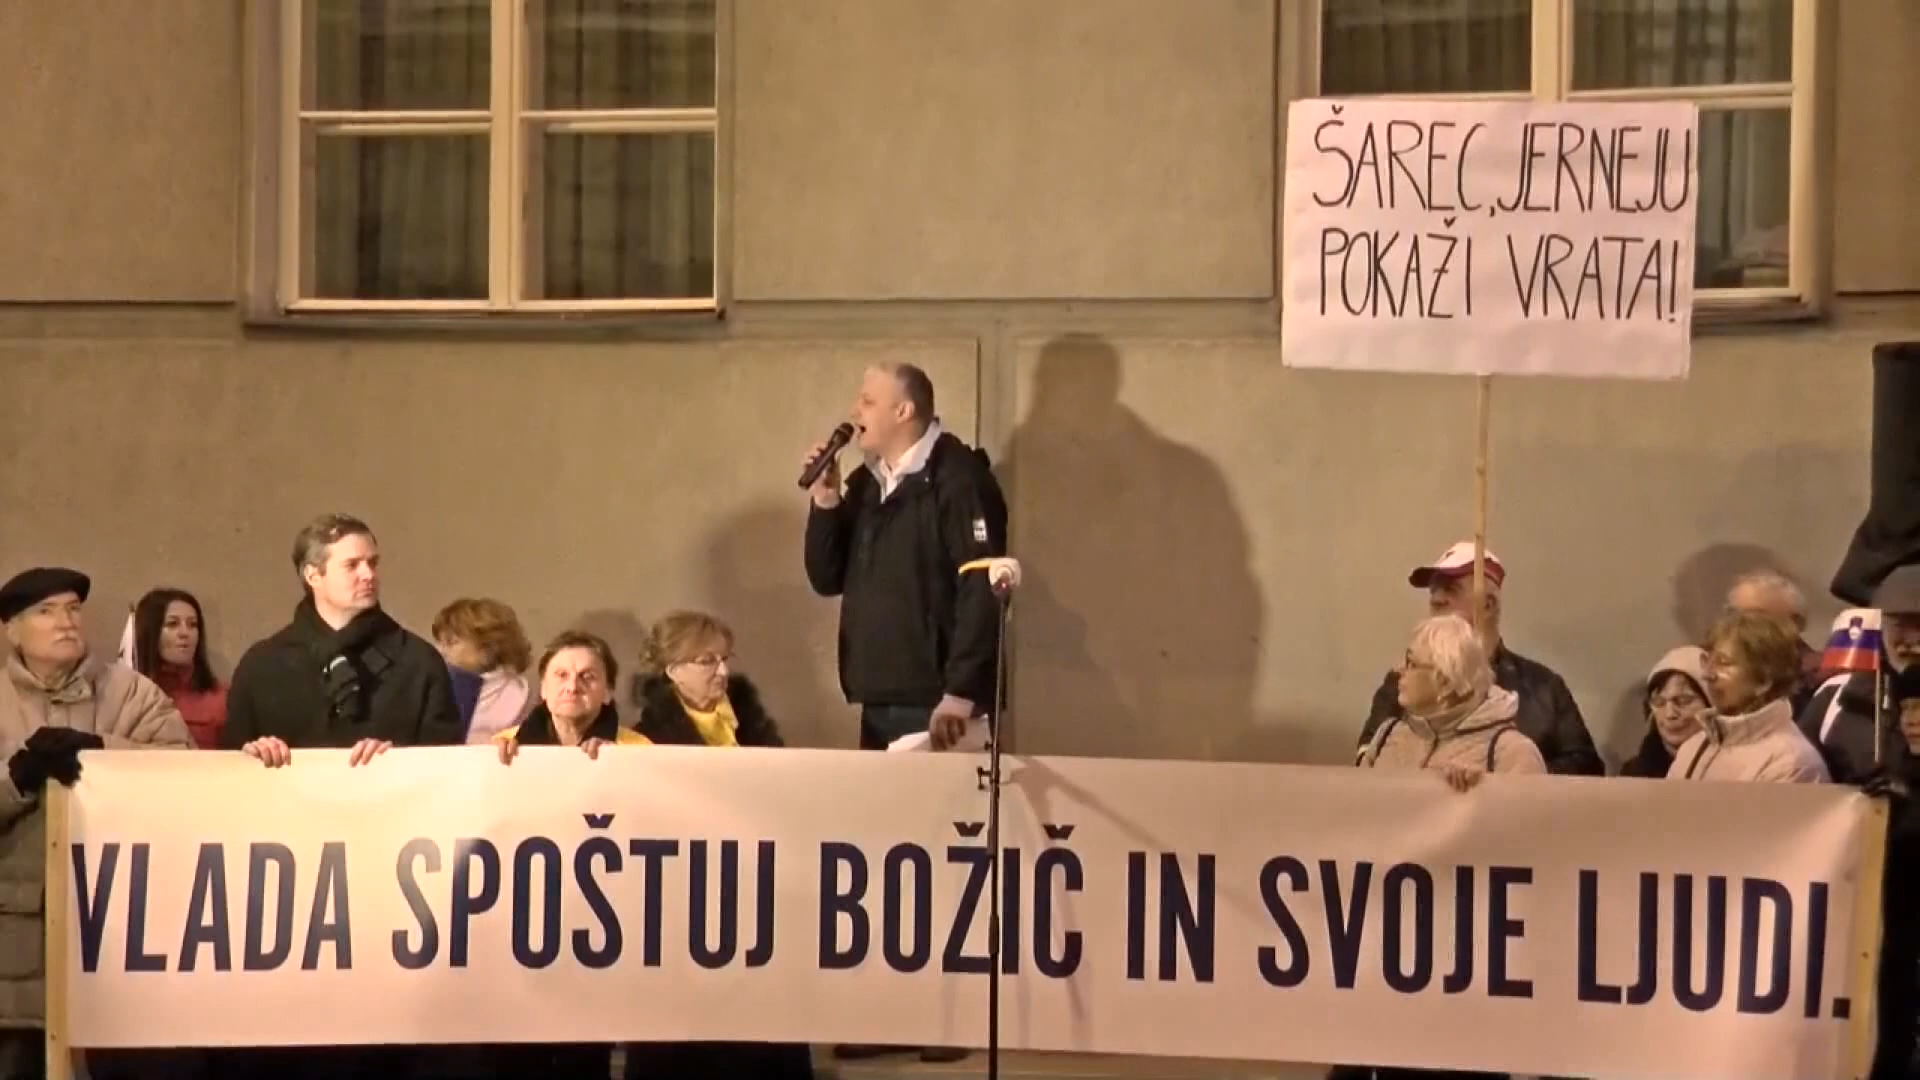 ŠAREC, JERNEJU
POKAŽI VRATA!
VLADA SPOŠTUJ BOŽIČ IN SVOJE LJUDI.